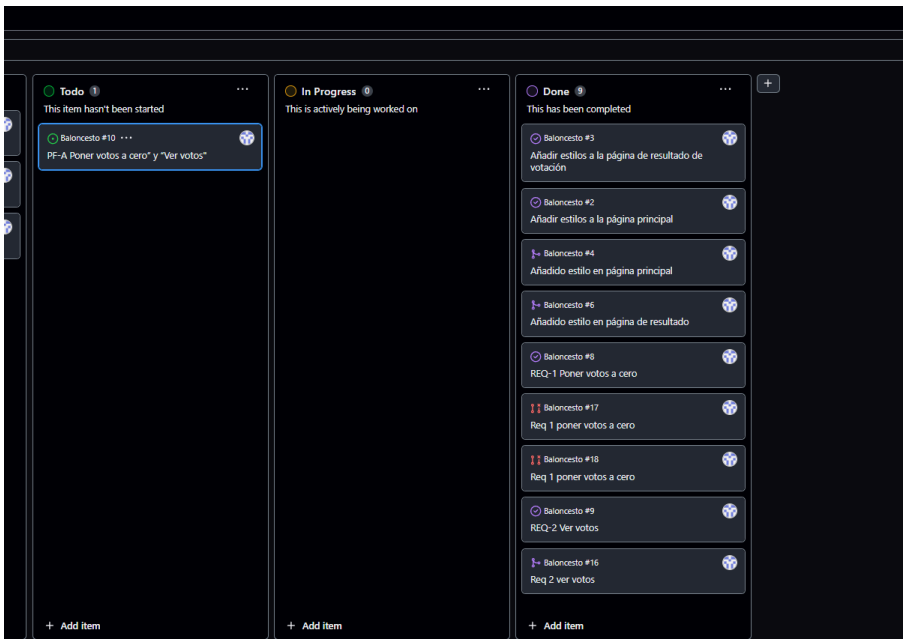 Todo 1 ...
This item hasn't been started
Baloncesto #10 ...
PF-A Poner votos a cero" y "Ver votos"
+ Add item
In Progress 0 ...
This is actively being worked on
+ Add item
Done 9 ...
This has been completed
Baloncesto #3
Añadir estilos a la página de resultado de
votación
Baloncesto #2
Añadir estilos a la página principal
Baloncesto #4
Añadido estilo en página principal
Baloncesto #6
Añadido estilo en página de resultado
Baloncesto #8
REQ-1 Poner votos a cero
Baloncesto #17
Req 1 poner votos a cero
Baloncesto #18
Req 1 poner votos a cero
Baloncesto #9
REQ-2 Ver votos
Baloncesto #16
Req 2 ver votos
+ Add item
+